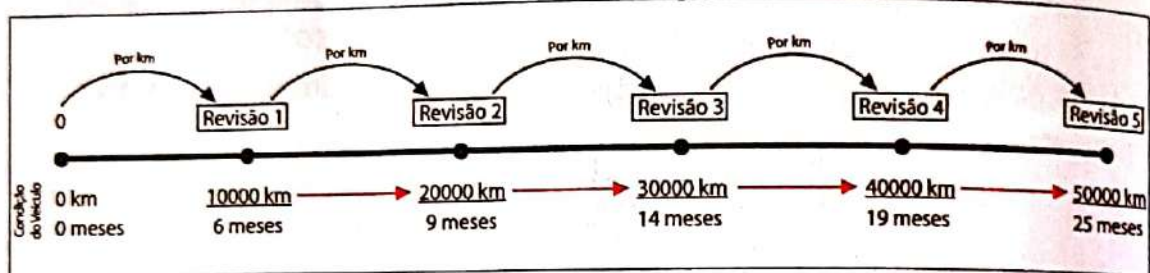 Por km Por km Por km Por km Por km
0 Revisão 1 Revisão 2 Revisão 3 Revisão 4 Revisão 5
Condição
do Veículo
0 km 10000 km 20000 km 30000 km 40000 km 50000 km
0 meses 6 meses 9 meses 14 meses 19 meses 25 meses